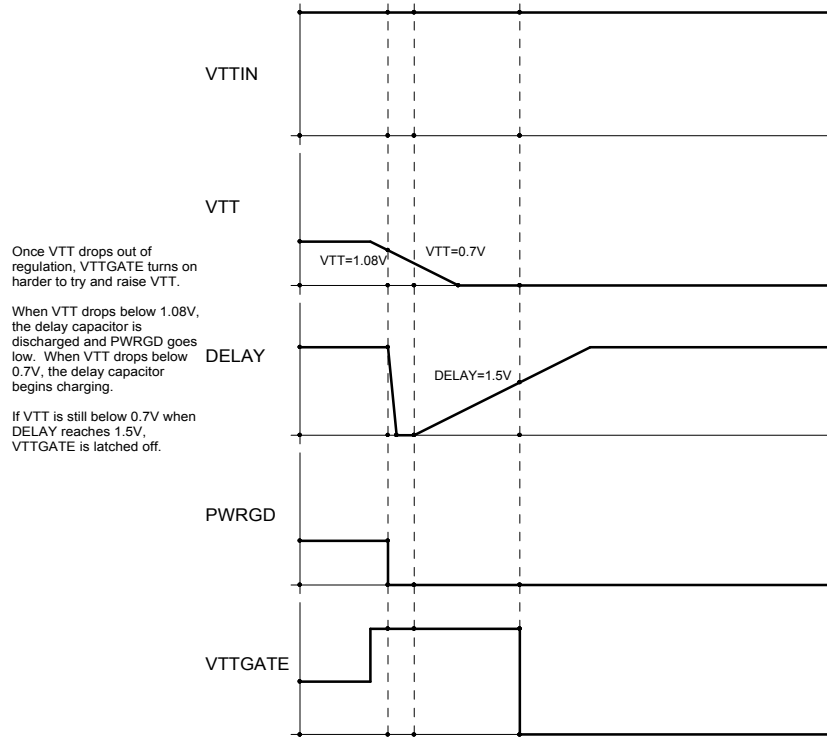 VTTIN
VTT
Once VTT drops out of
regulation, VTTGATE turns on
harder to try and raise VTT.
When VTT drops below 1.08V,
the delay capacitor is
discharged and PWRGD goes
low. When VTT drops below
0.7V, the delay capacitor
begins charging.
If VTT is still below 0.7V when
DELAY reaches 1.5V,
VTTGATE is latched off.
VTT=1.08V
VTT=0.7V
DELAY
DELAY=1.5V
PWRGD
VTTGATE